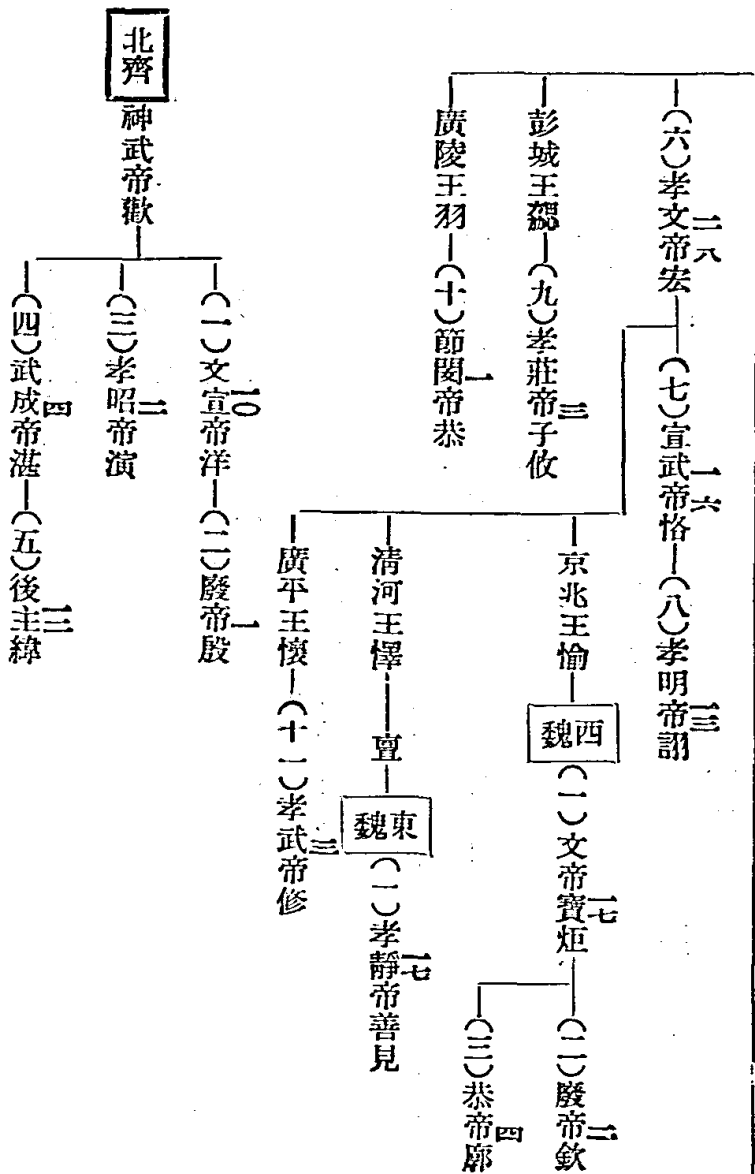 (六)孝文帝宏 二八
(七)宣武帝恪 一六
(八)孝明帝詡 一三
彭城王勰
(九)孝莊帝子攸 三
廣陵王羽
(十)節閔帝恭 一
京兆王愉
西魏
(一)文帝寶炬 一七
(二)廢帝欽 二
(三)恭帝廓 四
清河王懌
亶
東魏
(一)孝靜帝善見 一七
廣平王懷
(十一)孝武帝修 三
北齊
神武帝歡
(一)文宣帝洋 一〇
(二)廢帝殷 一
(三)孝昭帝演 二
(四)武成帝湛 四
(五)後主緯 一二